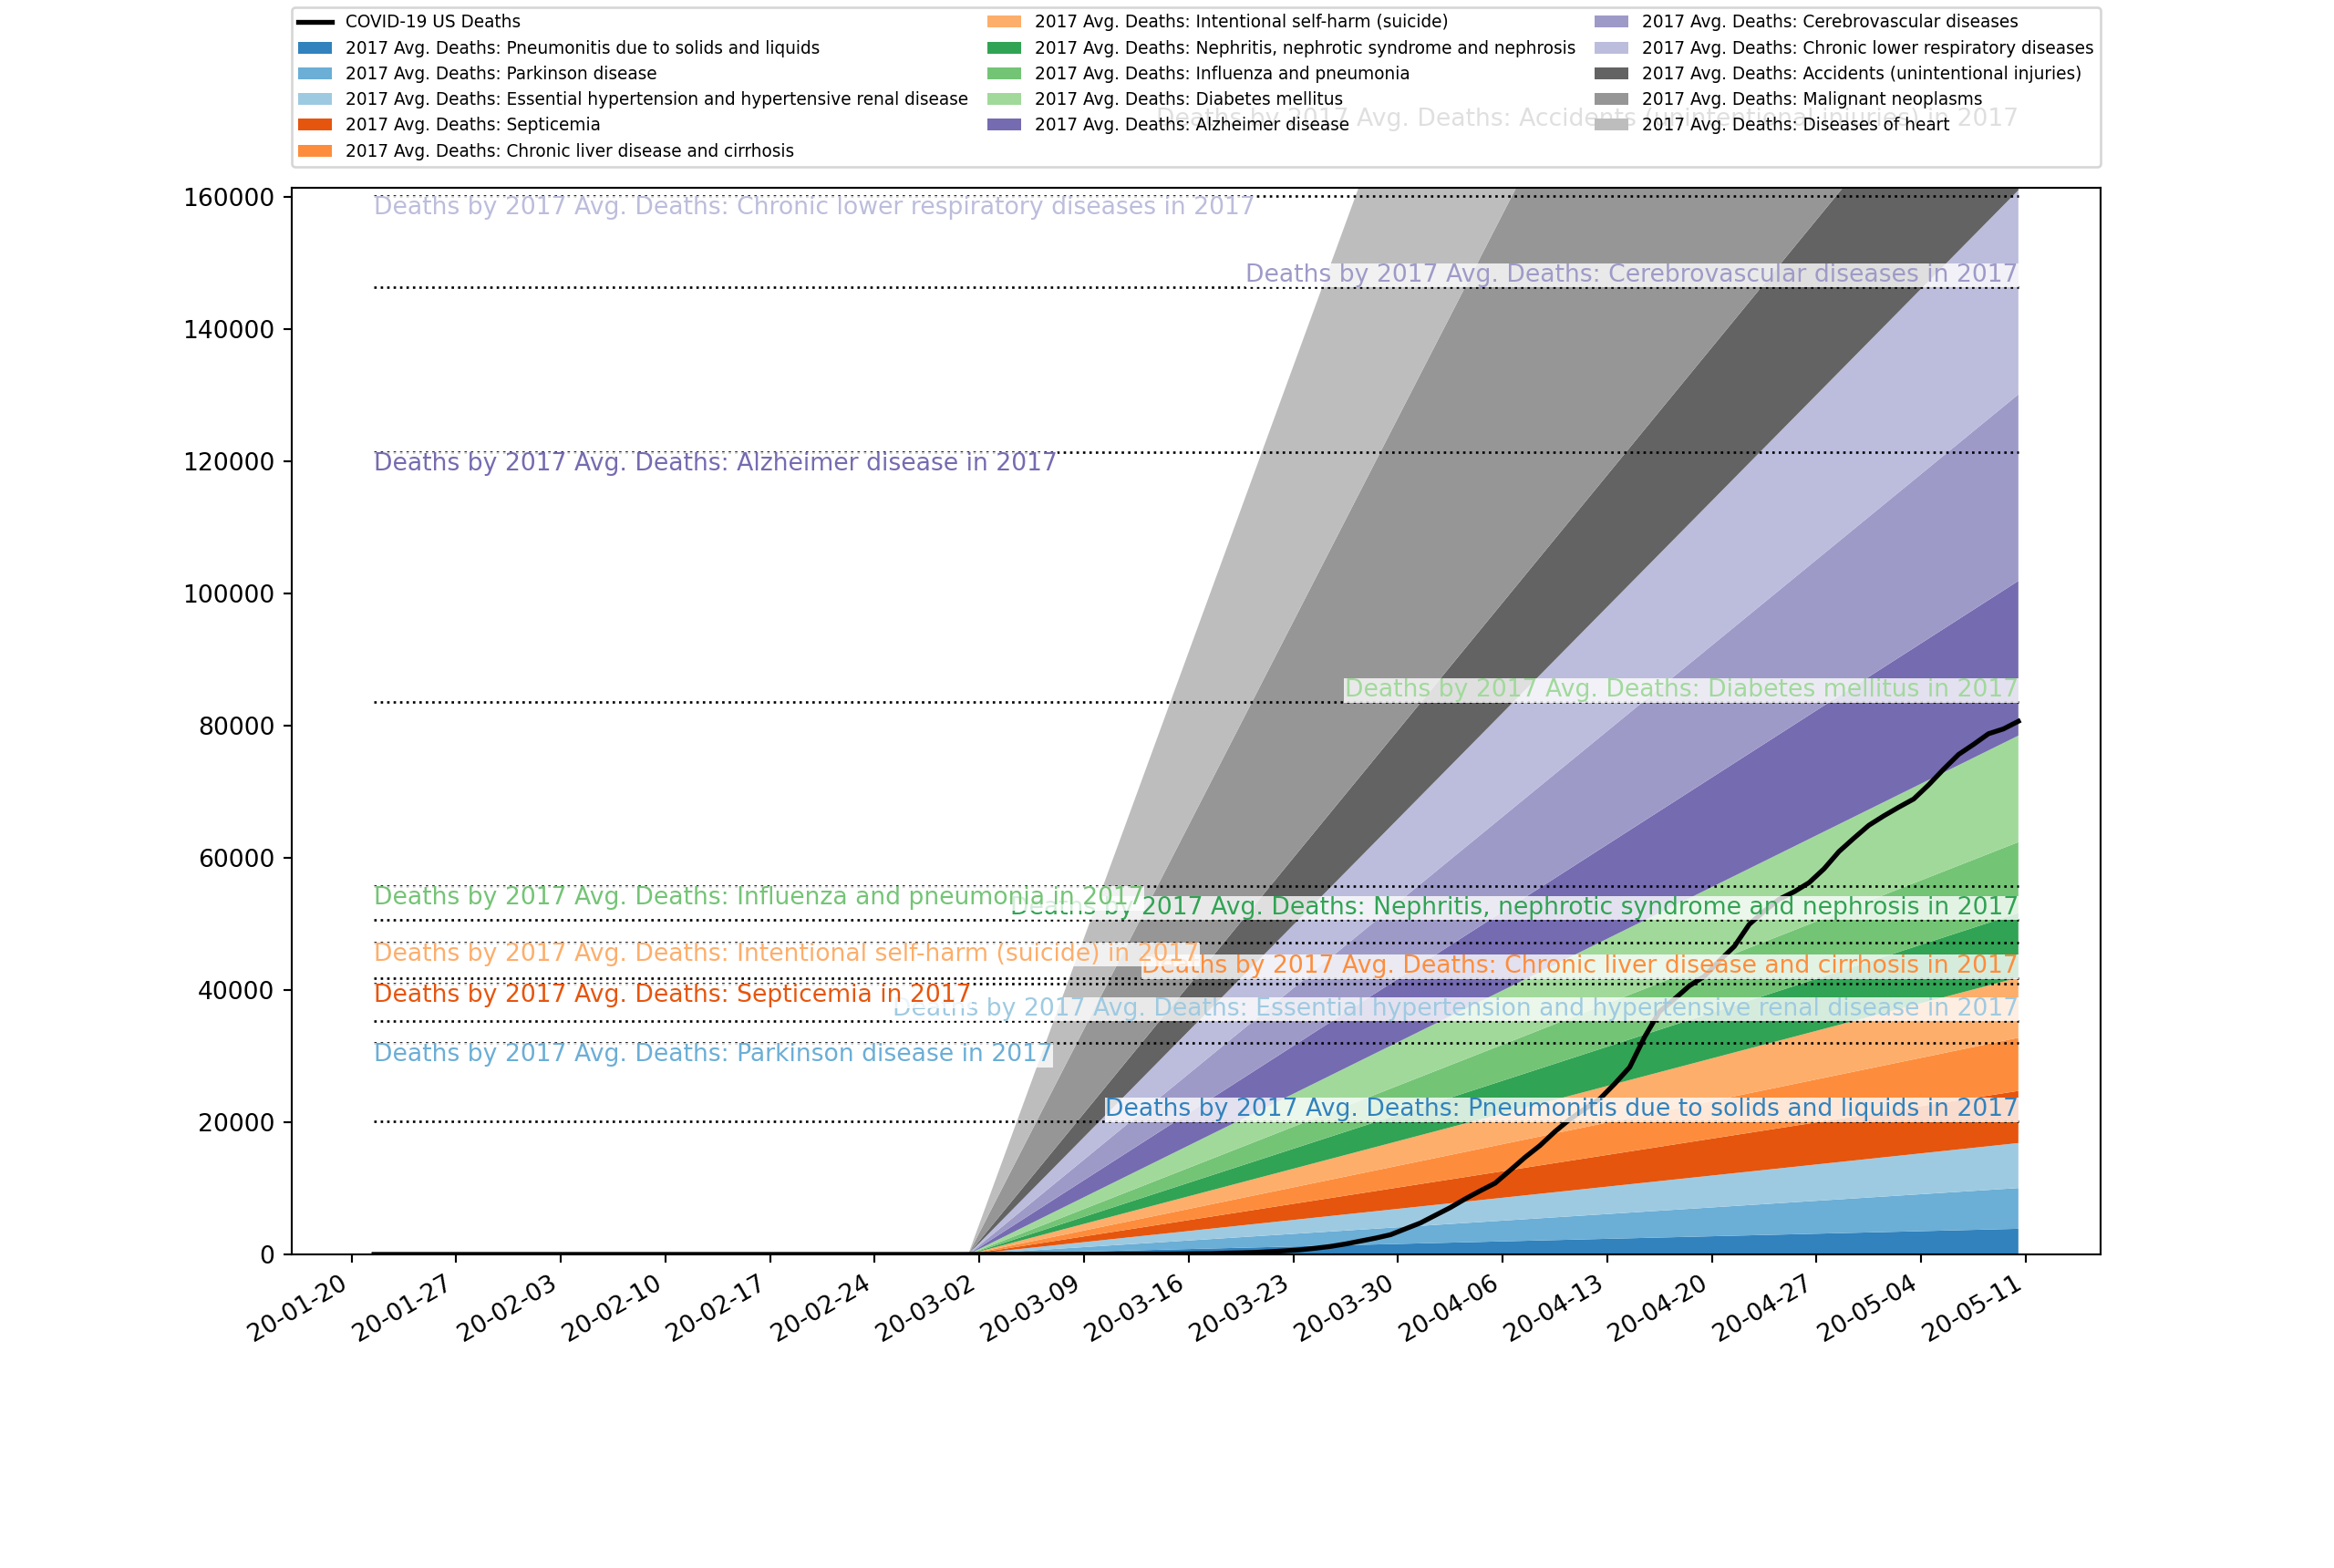 COVID-19 US Deaths
2017 Avg. Deaths: Pneumonitis due to solids and liquids
2017 Avg. Deaths: Parkinson disease
2017 Avg. Deaths: Essential hypertension and hypertensive renal disease
2017 Avg. Deaths: Septicemia
2017 Avg. Deaths: Chronic liver disease and cirrhosis
2017 Avg. Deaths: Intentional self-harm (suicide)
2017 Avg. Deaths: Nephritis, nephrotic syndrome and nephrosis
2017 Avg. Deaths: Influenza and pneumonia
2017 Avg. Deaths: Diabetes mellitus
2017 Avg. Deaths: Alzheimer disease
2017 Avg. Deaths: Cerebrovascular diseases
2017 Avg. Deaths: Chronic lower respiratory diseases
2017 Avg. Deaths: Accidents (unintentional injuries)
2017 Avg. Deaths: Malignant neoplasms
2017 Avg. Deaths: Diseases of heart
Deaths by 2017 Avg. Deaths: Accidents (unintentional injuries) in 2017
160000
Deaths by 2017 Avg. Deaths: Chronic lower respiratory diseases in 2017
Deaths by 2017 Avg. Deaths: Cerebrovascular diseases in 2017
140000
120000
Deaths by 2017 Avg. Deaths: Alzheimer disease in 2017
100000
Deaths by 2017 Avg. Deaths: Diabetes mellitus in 2017
80000
60000
Deaths by 2017 Avg. Deaths: Influenza and pneumonia in 2017
Deaths by 2017 Avg. Deaths: Nephritis, nephrotic syndrome and nephrosis in 2017
Deaths by 2017 Avg. Deaths: Intentional self-harm (suicide) in 2017
Deaths by 2017 Avg. Deaths: Chronic liver disease and cirrhosis in 2017
40000
Deaths by 2017 Avg. Deaths: Septicemia in 2017
Deaths by 2017 Avg. Deaths: Essential hypertension and hypertensive renal disease in 2017
Deaths by 2017 Avg. Deaths: Parkinson disease in 2017
Deaths by 2017 Avg. Deaths: Pneumonitis due to solids and liquids in 2017
20000
0
20-01-20
20-01-27
20-02-03
20-02-10
20-02-17
20-02-24
20-03-02
20-03-09
20-03-16
20-03-23
20-03-30
20-04-06
20-04-13
20-04-20
20-04-27
20-05-04
20-05-11